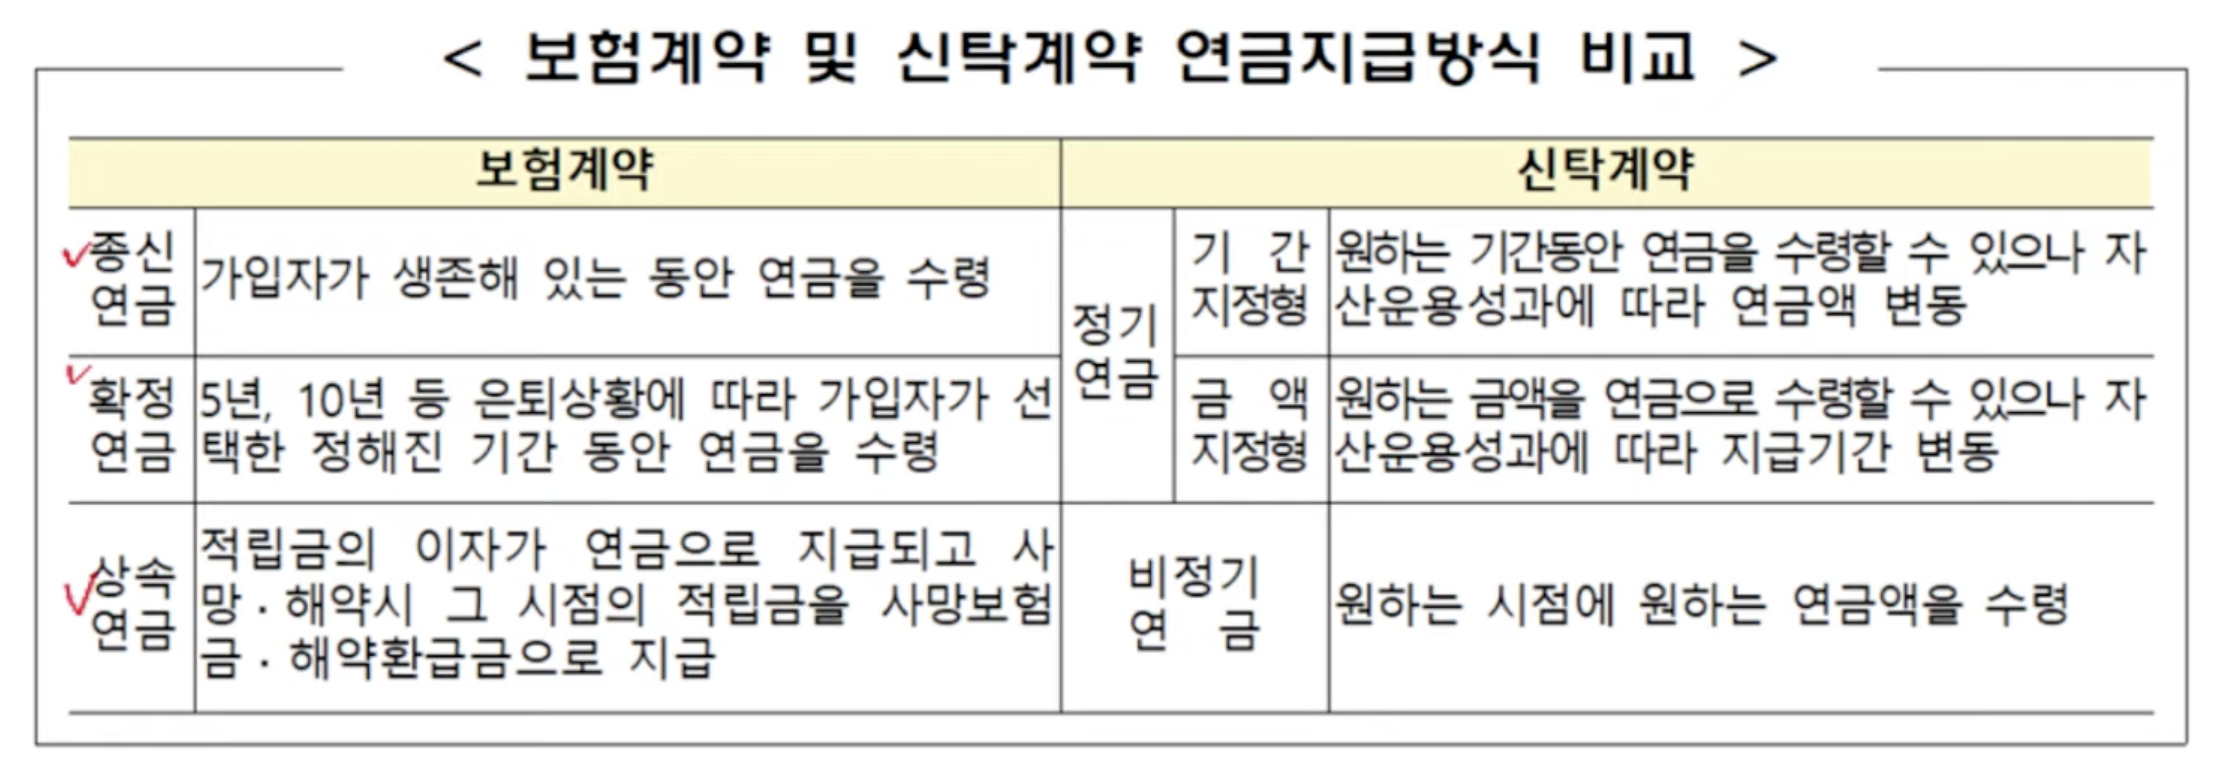 < 보험계약 및 신탁계약 연금지급방식 비교 >
보험계약
신탁계약
종신
연금
가입자가 생존해 있는 동안 연금을 수령
확정
연금
5년, 10년 등 은퇴상황에 따라 가입자가 선
택한 정해진 기간 동안 연금을 수령
상속
연금
적립금의 이자가 연금으로 지급되고 사
망·해약시 그 시점의 적립금을 사망보험
금·해약환급금으로 지급
정기
연금
기 간
지정형
원하는 기간동안 연금을 수령할 수 있으나 자
산운용성과에 따라 연금액 변동
금 액
지정형
원하는 금액을 연금으로 수령할 수 있으나 자
산운용성과에 따라 지급기간 변동
비정기
연 금
원하는 시점에 원하는 연금액을 수령